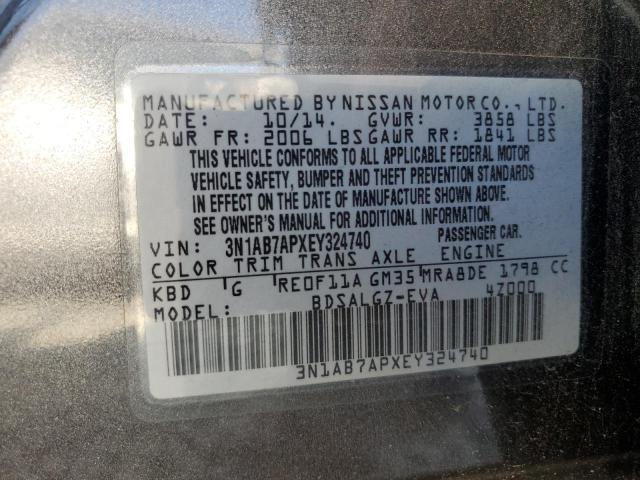 MANUFACTURED BY NISSAN MOTOR CO., LTD.
DATE: 10/14. GVWR: 3858 LBS
GAWR FR: 2006 LBS GAWR RR: 1841 LBS
THIS VEHICLE CONFORMS TO ALL APPLICABLE FEDERAL MOTOR
VEHICLE SAFETY, BUMPER AND THEFT PREVENTION STANDARDS
IN EFFECT ON THE DATE OF MANUFACTURE SHOWN ABOVE.
SEE OWNER'S MANUAL FOR ADDITIONAL INFORMATION.
VIN: 3N1AB7APXEY324740 PASSENGER CAR.
COLOR TRIM TRANS AXLE ENGINE
KBD G RE0F11A GM35 MRA8DE 1798 CC
MODEL: BDSALGZ-EVA 4Z000
3N1AB7APXEY324740